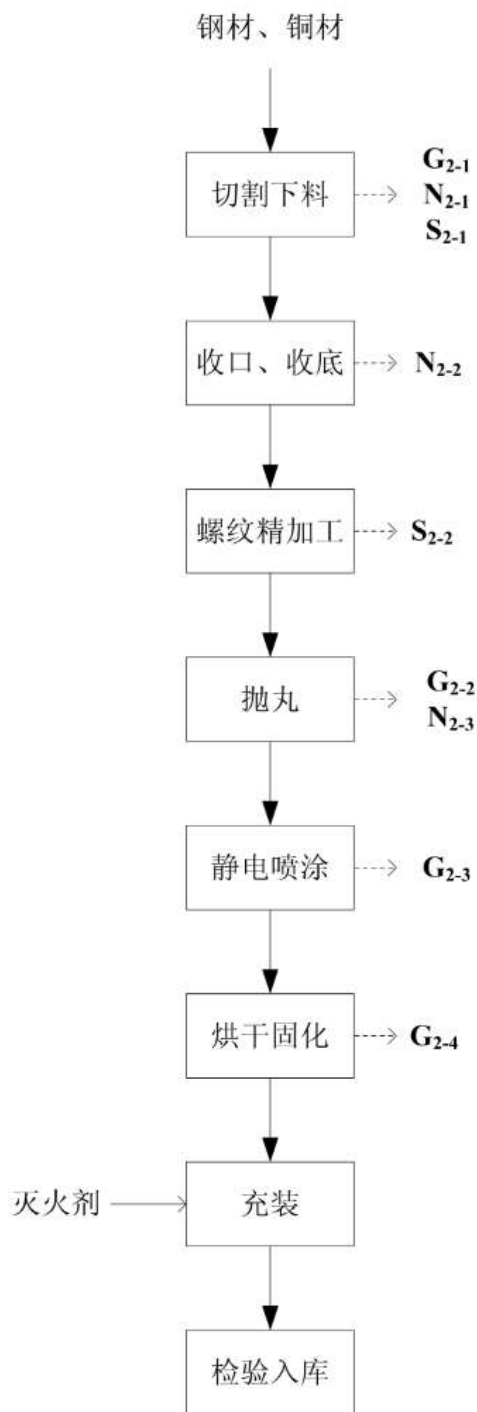 钢材、铜材
G2-1
切割下料
N2-1
S2-1
收口、收底
N2-2
螺纹精加工
S2-2
抛丸
G2-2
N2-3
静电喷涂
G2-3
烘干固化
G2-4
灭火剂
充装
检验入库